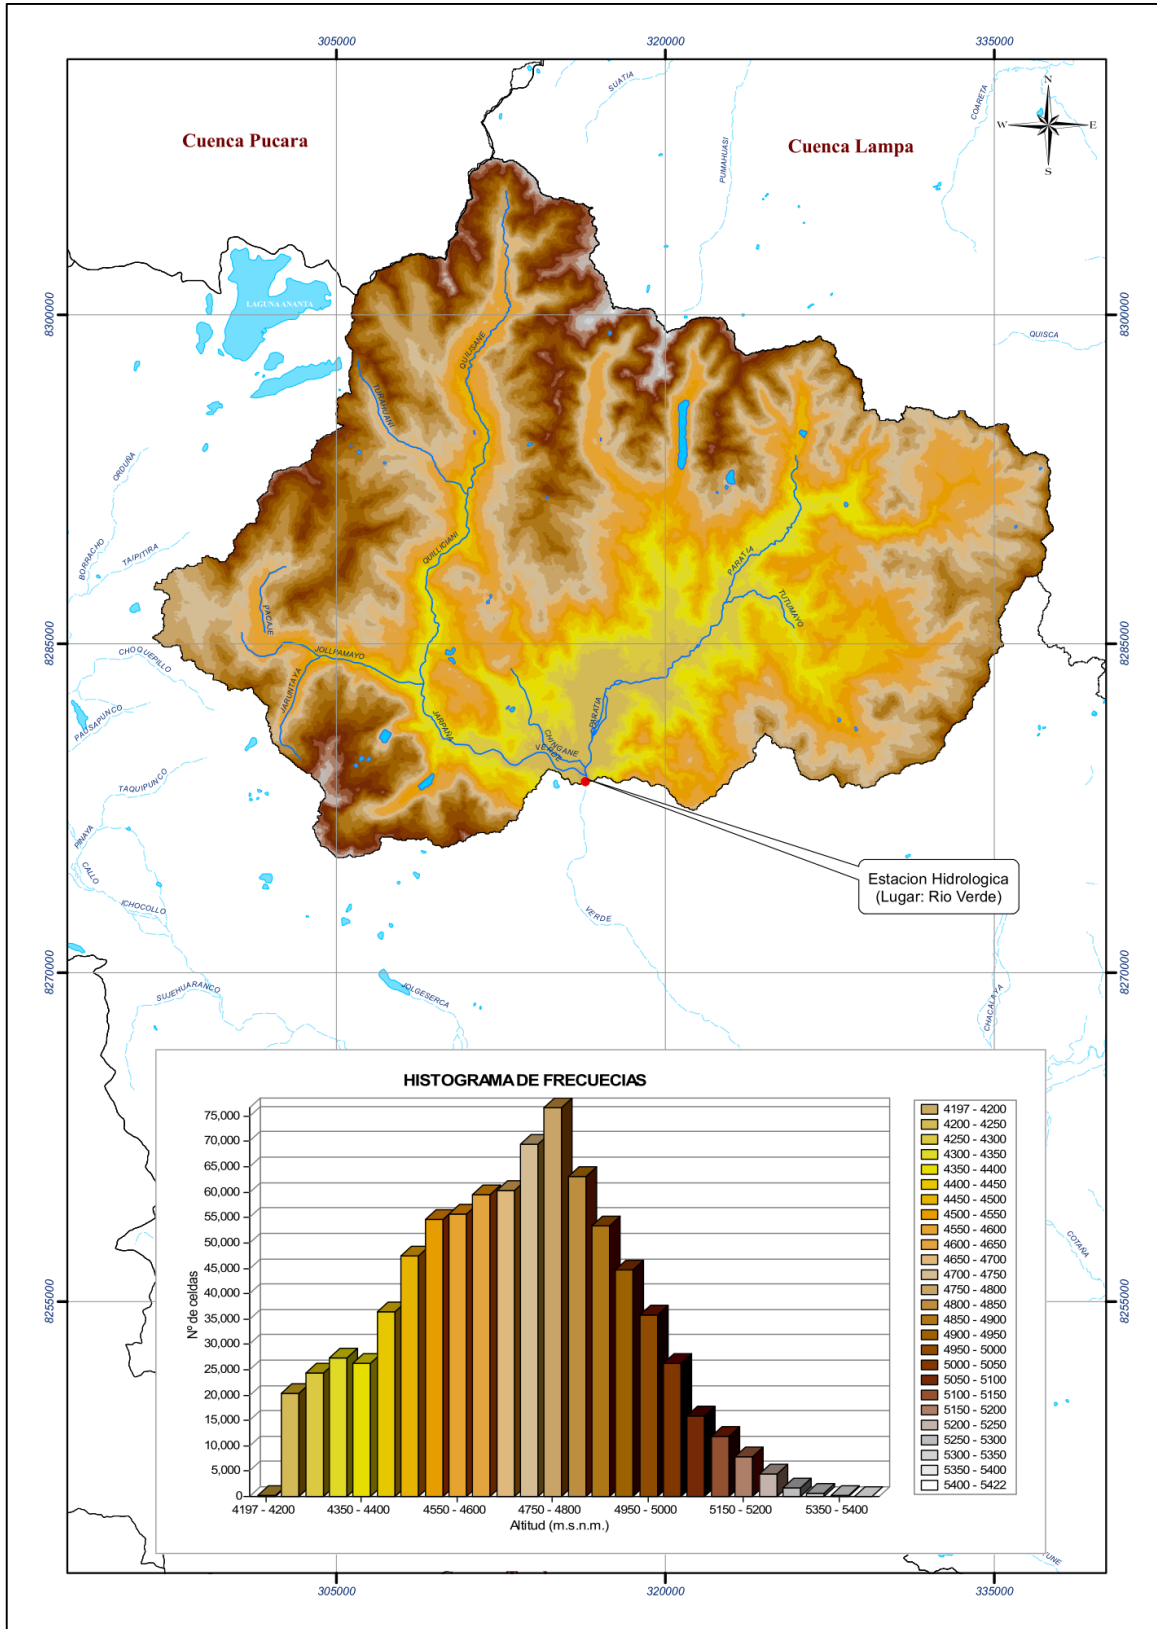 305000
320000
335000
Cuenca Pucara
Cuenca Lampa
SUATIA
PUMAHUASI
COARETA
N
W
E
S
LAGUNA ANANTA
8300000
8300000
QUISCA
QUILISANE
TURAHUANI
ORDUÑA
BORRACHO
TAIPITIRA
QUILLICIANI
PARATIA
TUTUMAYO
PACAJE
8285000
8285000
CHOQUEPILLO
JOLLPAMAYO
JARUNTAYA
PAUSAPUNCO
JARPAÑA
CHINGANE
VERDE
PARATIA
TAQUIPUNCO
PINAYA
CALLO
ICHOCOLLO
Estacion Hidrologica
(Lugar: Rio Verde)
VERDE
8270000
8270000
SUJEHUARANCO
JOLGESERCA
CHACALAYA
HISTOGRAMA DE FRECUECIAS
75,000
70,000
65,000
60,000
55,000
50,000
45,000
40,000
35,000
30,000
25,000
20,000
15,000
10,000
5,000
0
Nº de celdas
4197 - 4200
4350 - 4400
4550 - 4600
4750 - 4800
4950 - 5000
5150 - 5200
5350 - 5400
Altitud (m.s.n.m.)
4197 - 4200
4200 - 4250
4250 - 4300
4300 - 4350
4350 - 4400
4400 - 4450
4450 - 4500
4500 - 4550
4550 - 4600
4600 - 4650
4650 - 4700
4700 - 4750
4750 - 4800
4800 - 4850
4850 - 4900
4900 - 4950
4950 - 5000
5000 - 5050
5050 - 5100
5100 - 5150
5150 - 5200
5200 - 5250
5250 - 5300
5300 - 5350
5350 - 5400
5400 - 5422
COTAÑA
8255000
8255000
305000
320000
335000